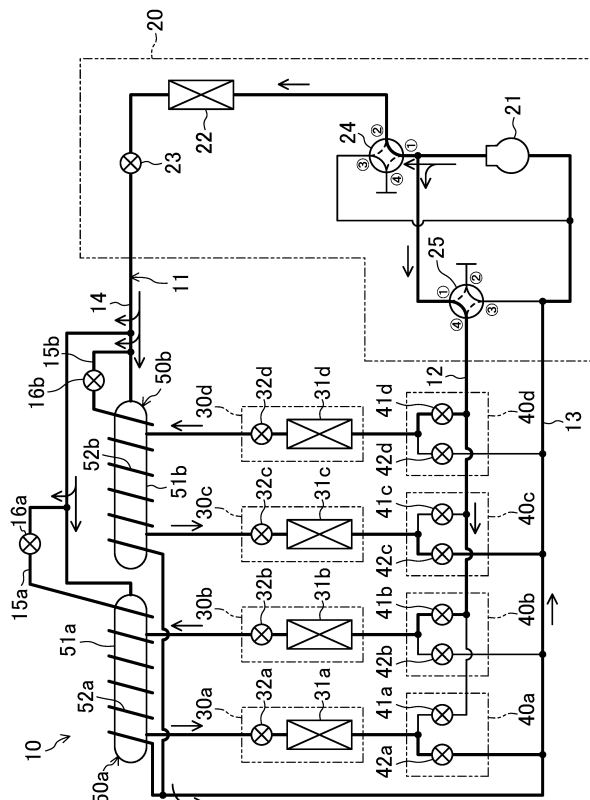 20
22
23
24
②
③
①
④
21
25
①
②
④
③
11
14
15b
16b
50b
52b
51b
16a
15a
51a
52a
10
50a
30d
32d
31d
30c
32c
31c
30b
32b
31b
30a
32a
31a
12
41d
42d
40d
41c
42c
40c
41b
42b
40b
41a
42a
40a
13